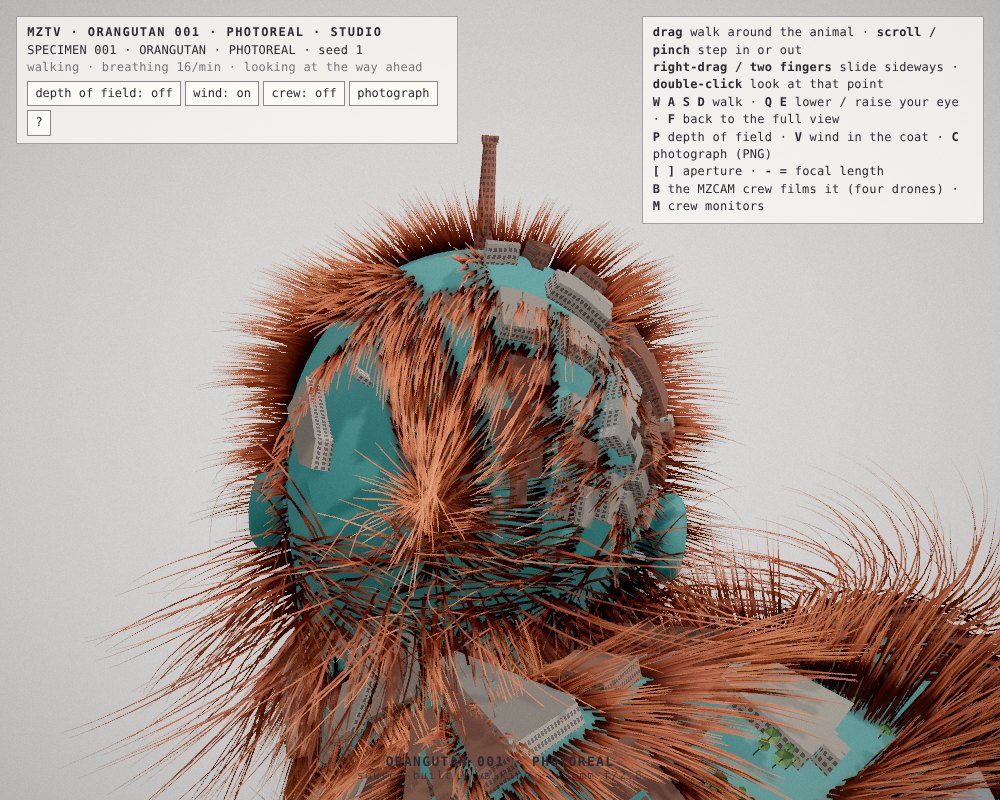 MZTV · ORANGUTAN 001 · PHOTOREAL · STUDIO
SPECIMEN 001 · ORANGUTAN · PHOTOREAL · seed 1
walking · breathing 16/min · looking at the way ahead
depth of field: off wind: on crew: off photograph
?
drag walk around the animal · scroll /
pinch step in or out
right-drag / two fingers slide sideways ·
double-click look at that point
W A S D walk · Q E lower / raise your eye
· F back to the full view
P depth of field · V wind in the coat · C
photograph (PNG)
[ ] aperture · - = focal length
B the MZCAM crew films it (four drones) ·
M crew monitors
ORANGUTAN 001 · PHOTOREAL